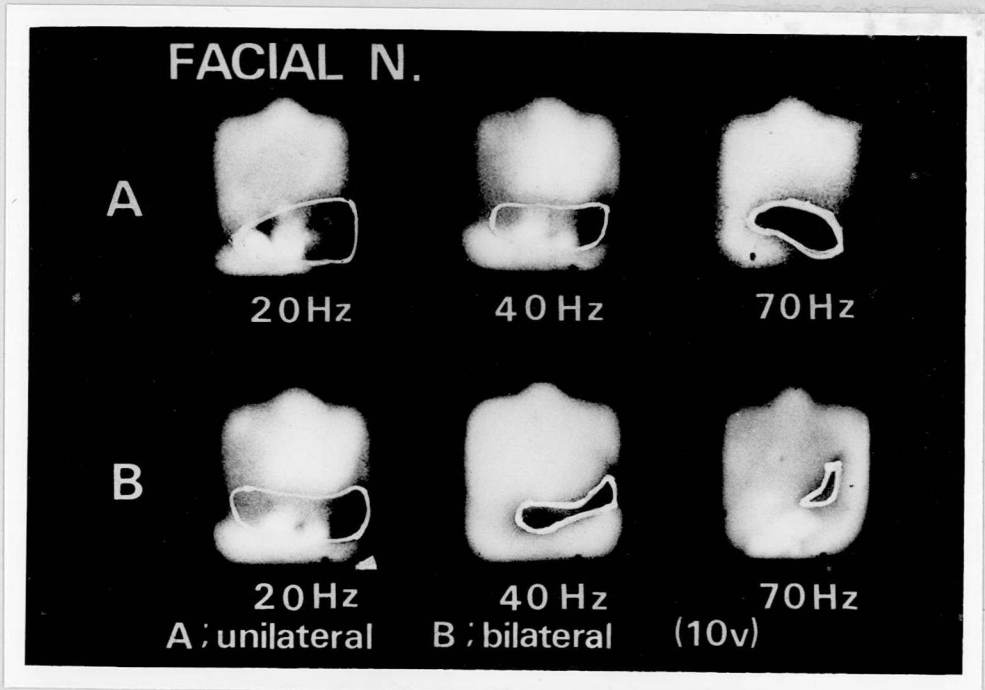 FACIAL N.
A
20Hz 40Hz 70Hz
B
20Hz 40Hz 70Hz
A ; unilateral B ; bilateral (10v)